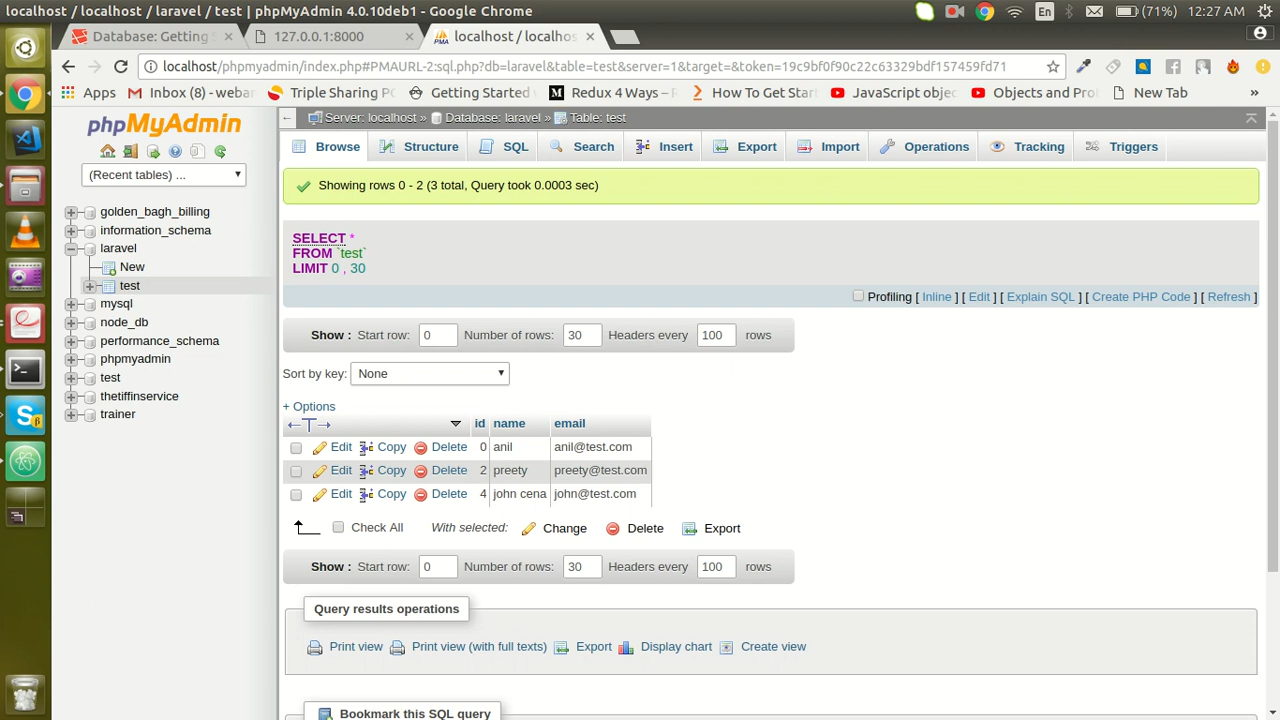 localhost / localhost / laravel / test | phpMyAdmin 4.0.10deb1 - Google Chrome
En
(71%)
12:27 AM
Database: Getting S
127.0.0.1:8000
PMA
localhost / localhos
localhost/phpmyadmin/index.php#PMAURL-2:sql.php?db=laravel&table=test&server=1&target=&token=19c9bf0f90c22c63329bdf157459fd71
Apps
Inbox (8) - webar
Triple Sharing PC
Getting Started
Redux 4 Ways – R
How To Get Start
JavaScript objec
Objects and Pro
New Tab
»
phpMyAdmin
(Recent tables) ...
golden_bagh_billing
information_schema
laravel
New
test
mysql
node_db
performance_schema
phpmyadmin
test
thetiffinservice
trainer
Server: localhost » Database: laravel » Table: test
Browse
Structure
SQL
Search
Insert
Export
Import
Operations
Tracking
Triggers
Showing rows 0 - 2 (3 total, Query took 0.0003 sec)
SELECT *
FROM `test`
LIMIT 0 , 30
Profiling [ Inline ] [ Edit ] [ Explain SQL ] [ Create PHP Code ] [ Refresh ]
Show : Start row: 0 Number of rows: 30 Headers every 100 rows
Sort by key: None
+ Options
id name email
Edit Copy Delete 0 anil anil@test.com
Edit Copy Delete 2 preety preety@test.com
Edit Copy Delete 4 john cena john@test.com
Check All With selected: Change Delete Export
Show : Start row: 0 Number of rows: 30 Headers every 100 rows
Query results operations
Print view Print view (with full texts) Export Display chart Create view
Bookmark this SQL query